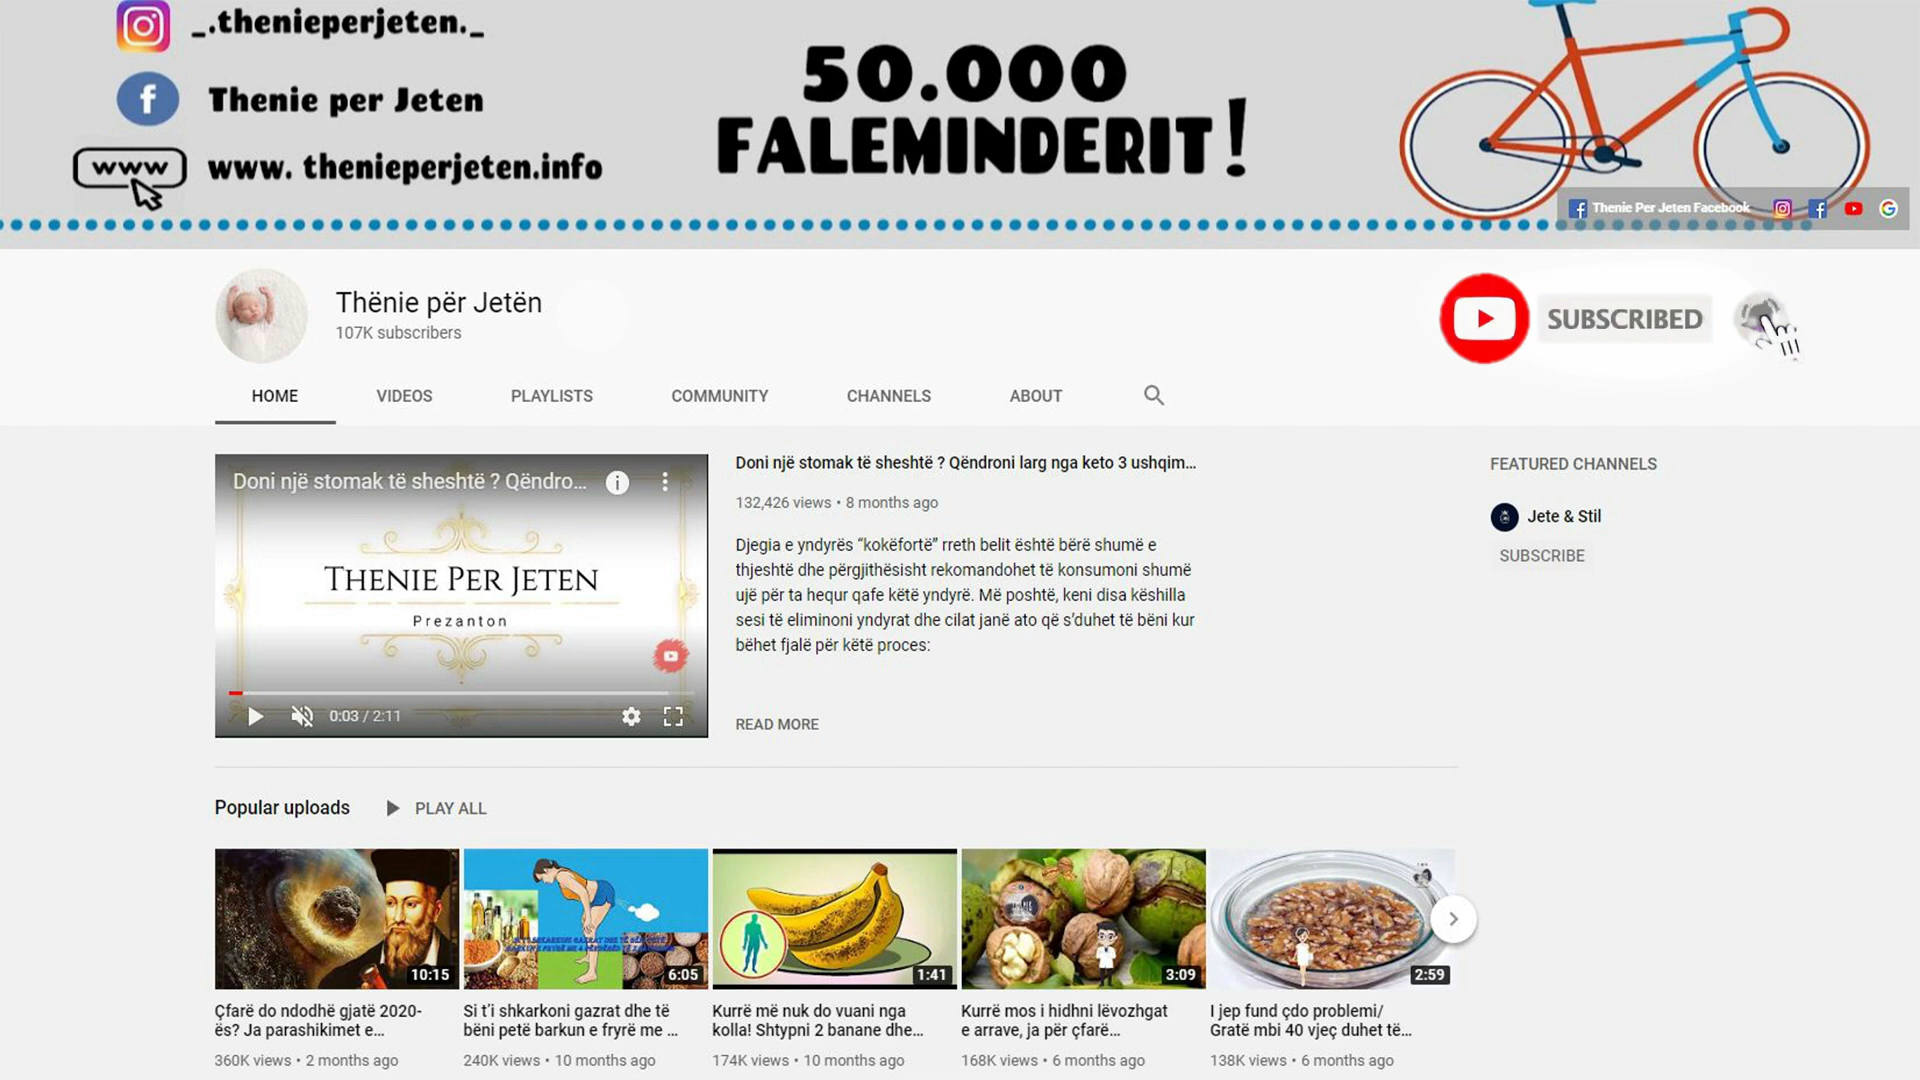 _.thenieperjeten._
Thenie per Jeten
www
www. thenieperjeten.info
50.000
FALEMINDERIT!
Thenie Per Jeten Facebook
Thënie për Jetën
107K subscribers
SUBSCRIBED
HOME
VIDEOS
PLAYLISTS
COMMUNITY
CHANNELS
ABOUT
Doni një stomak të sheshtë ? Qëndro...
THENIE PER JETEN
Prezanton
0:03 / 2:11
Doni një stomak të sheshtë ? Qëndroni larg nga keto 3 ushqim...
132,426 views • 8 months ago
Djegia e yndyrës “kokëfortë” rreth belit është bërë shumë e
thjeshtë dhe përgjithësisht rekomandohet të konsumoni shumë
ujë për ta hequr qafe këtë yndyrë. Më poshtë, keni disa këshilla
sesi të eliminoni yndyrat dhe cilat janë ato që s’duhet të bëni kur
bëhet fjalë për këtë proces:
READ MORE
FEATURED CHANNELS
Jete & Stil
SUBSCRIBE
Popular uploads
PLAY ALL
10:15
Çfarë do ndodhë gjatë 2020-
ës? Ja parashikimet e...
360K views • 2 months ago
6:05
Si t’i shkarkoni gazrat dhe të
bëni petë barkun e fryrë me ...
240K views • 10 months ago
1:41
Kurrë më nuk do vuani nga
kolla! Shtypni 2 banane dhe...
174K views • 10 months ago
3:09
Kurrë mos i hidhni lëvozhgat
e arrave, ja për çfarë...
168K views • 6 months ago
2:59
I jep fund çdo problemi/
Gratë mbi 40 vjeç duhet të...
138K views • 6 months ago